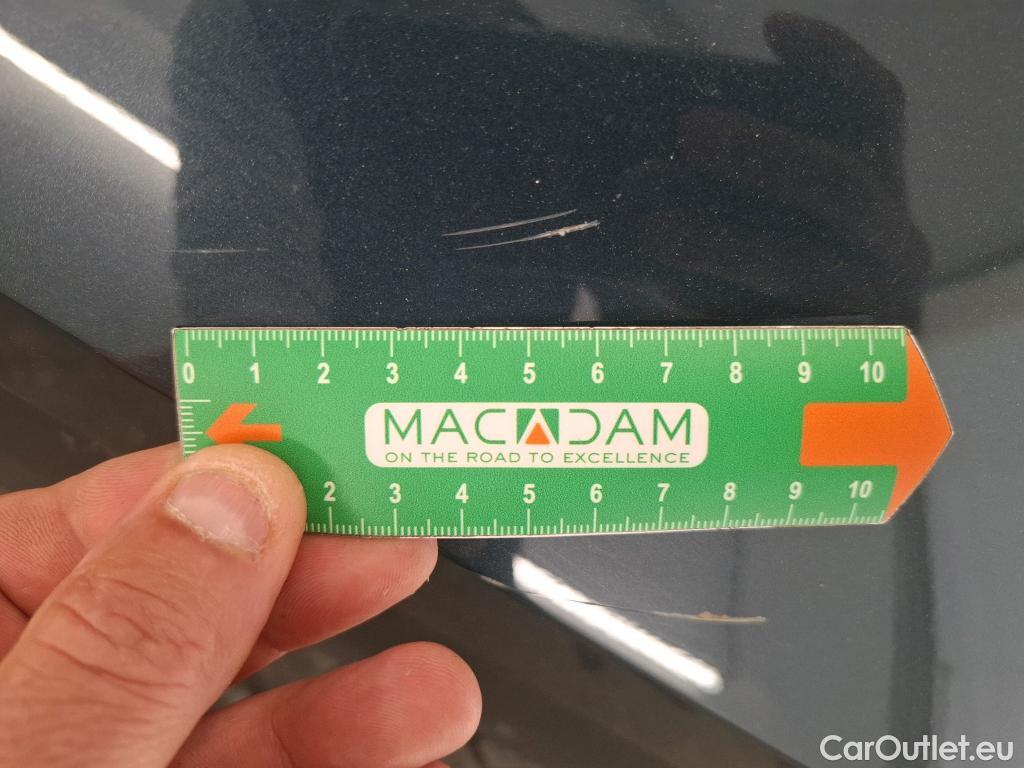 0 1 2 3 4 5 6 7 8 9 10
MACADAM
ON THE ROAD TO EXCELLENCE
2 3 4 5 6 7 8 9 10
CarOutlet.eu